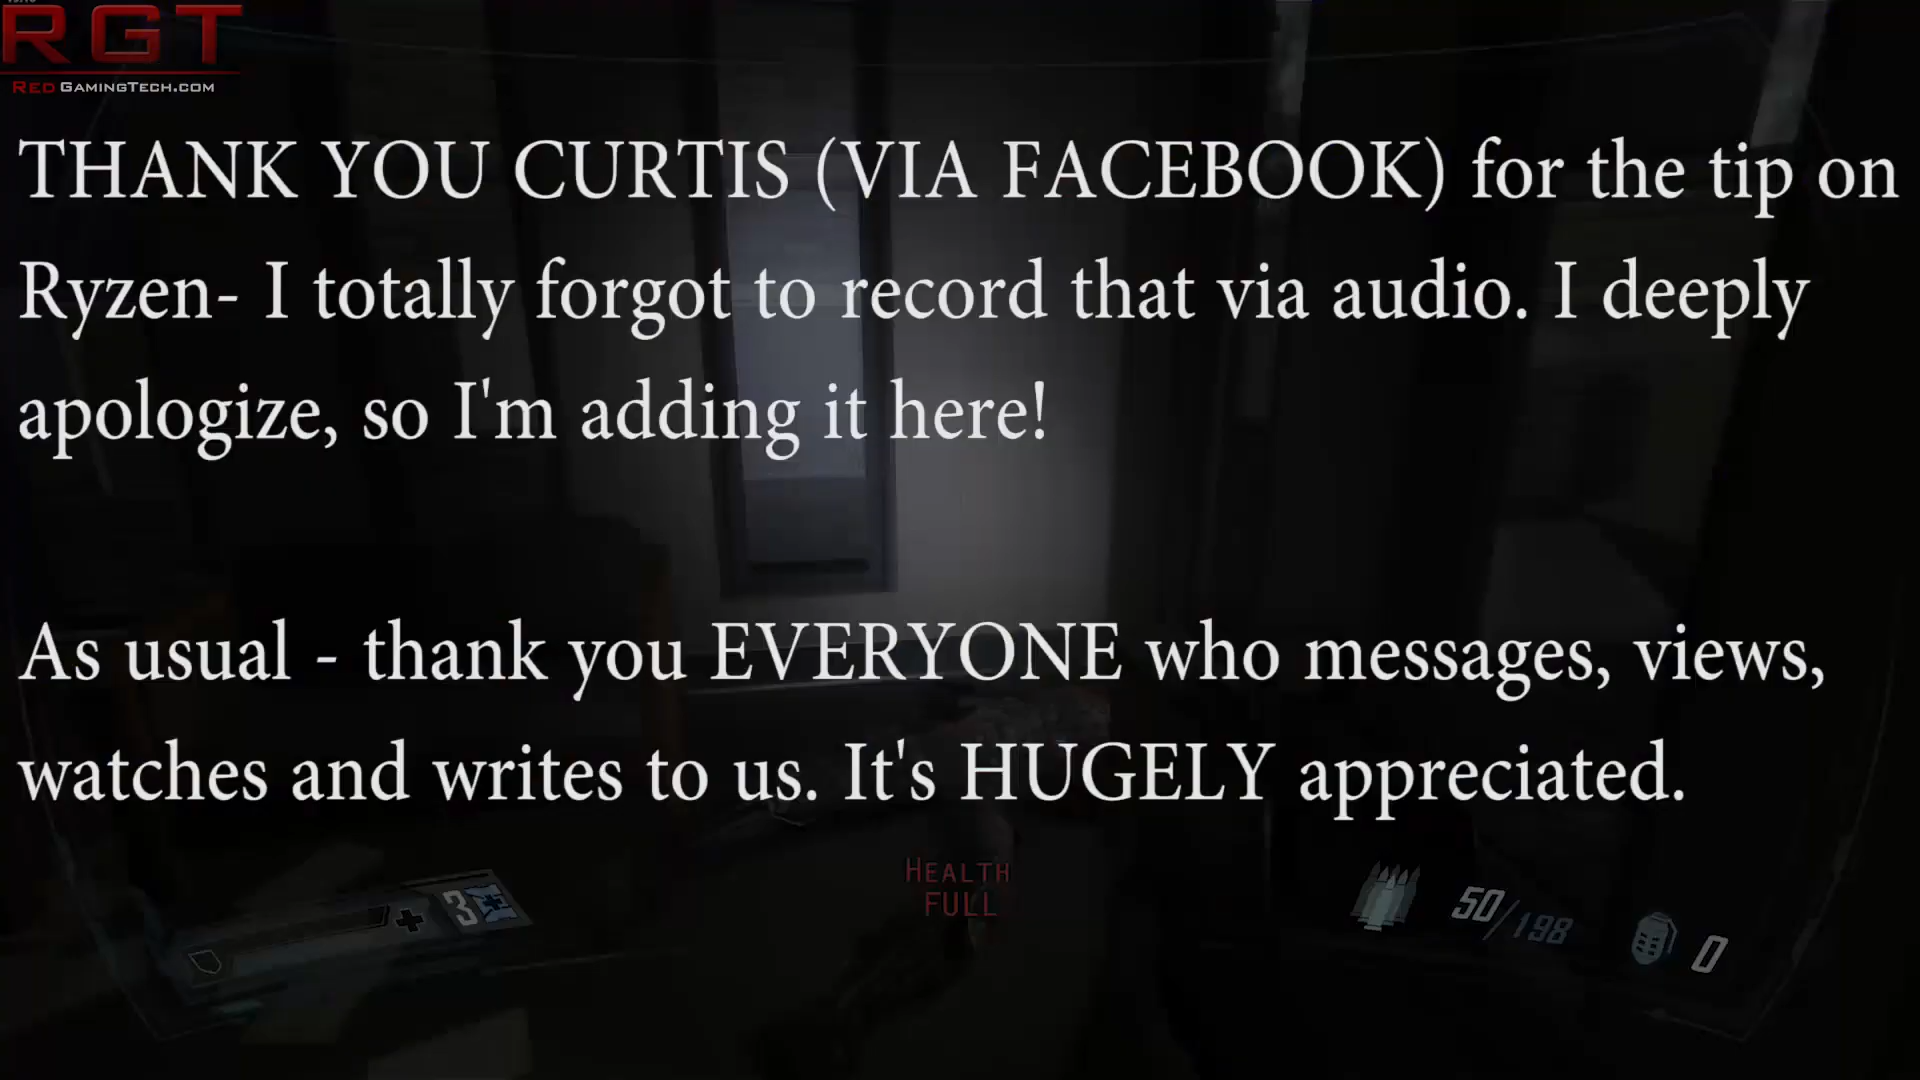 RGT
REDGAMINGTECH.COM
THANK YOU CURTIS (VIA FACEBOOK) for the tip on
Ryzen- I totally forgot to record that via audio. I deeply
apologize, so I'm adding it here!
As usual - thank you EVERYONE who messages, views,
watches and writes to us. It's HUGELY appreciated.
HEALTH
FULL
3
50/198
0